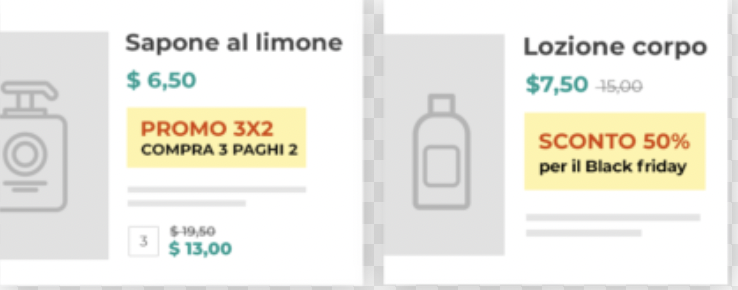 Sapone al limone
$ 6,50
PROMO 3X2
COMPRA 3 PAGHI 2
3
$ 19,50
$ 13,00
Lozione corpo
$7,50 15,00
SCONTO 50%
per il Black friday